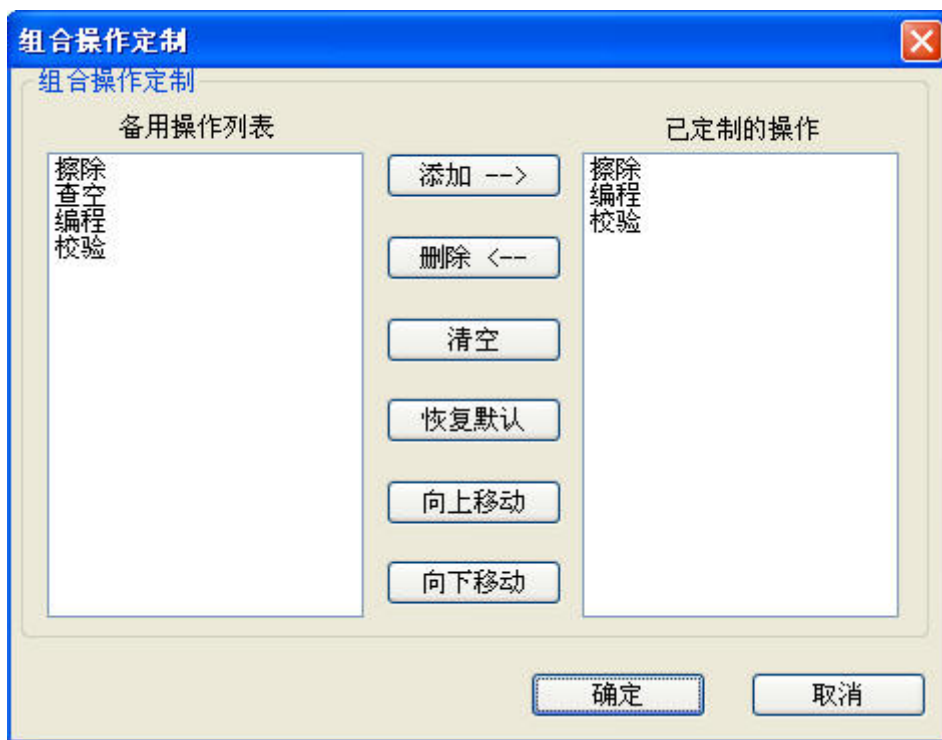 组合操作定制
组合操作定制
备用操作列表
擦除
查空
编程
校验
添加 -->
删除 <--
清空
恢复默认
向上移动
向下移动
已定制的操作
擦除
编程
校验
确定
取消